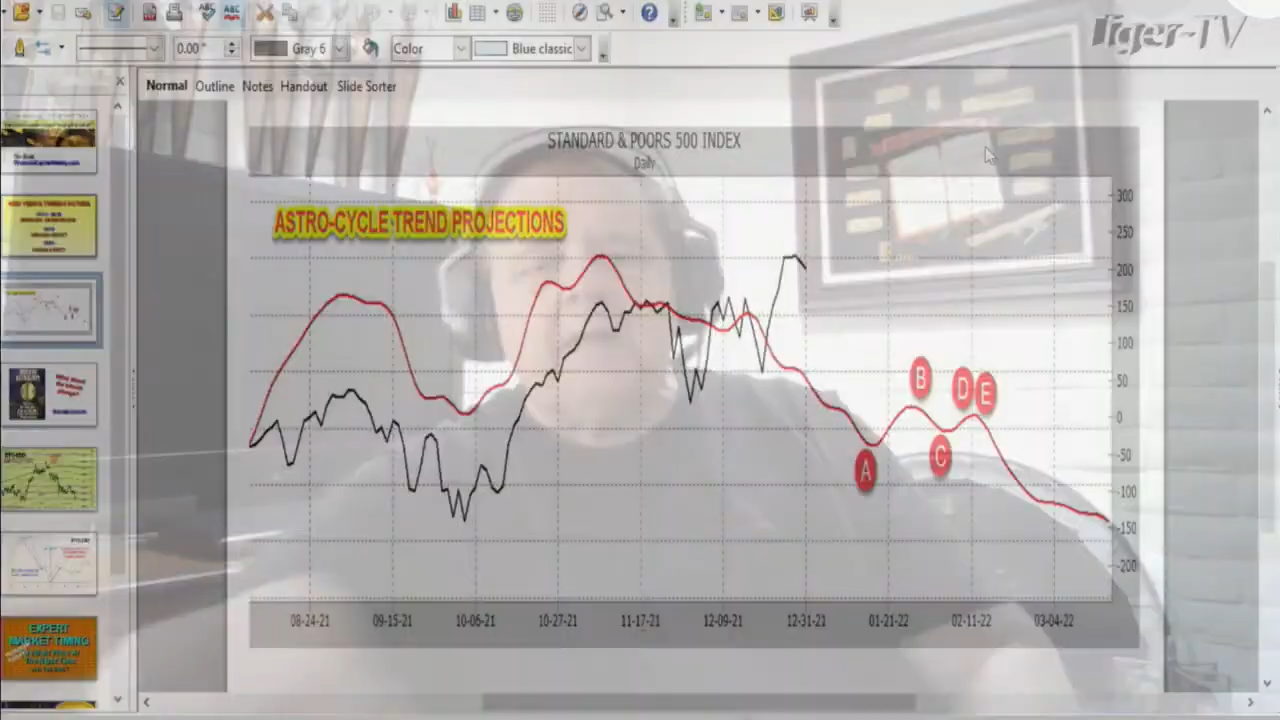 Tiger-TV
0.00 "
Gray 6
Color
Blue classic
Normal
Outline
Notes
Handout
Slide Sorter
STANDARD & POORS 500 INDEX
Daily
ASTRO-CYCLE TREND PROJECTIONS
300
250
200
150
100
50
0
-50
-100
-150
-200
A
B
C
D
E
08-24-21
09-15-21
10-06-21
10-27-21
11-17-21
12-09-21
12-31-21
01-21-22
02-11-22
03-04-22
EXPERT
MARKET TIMING
ABC
ABC